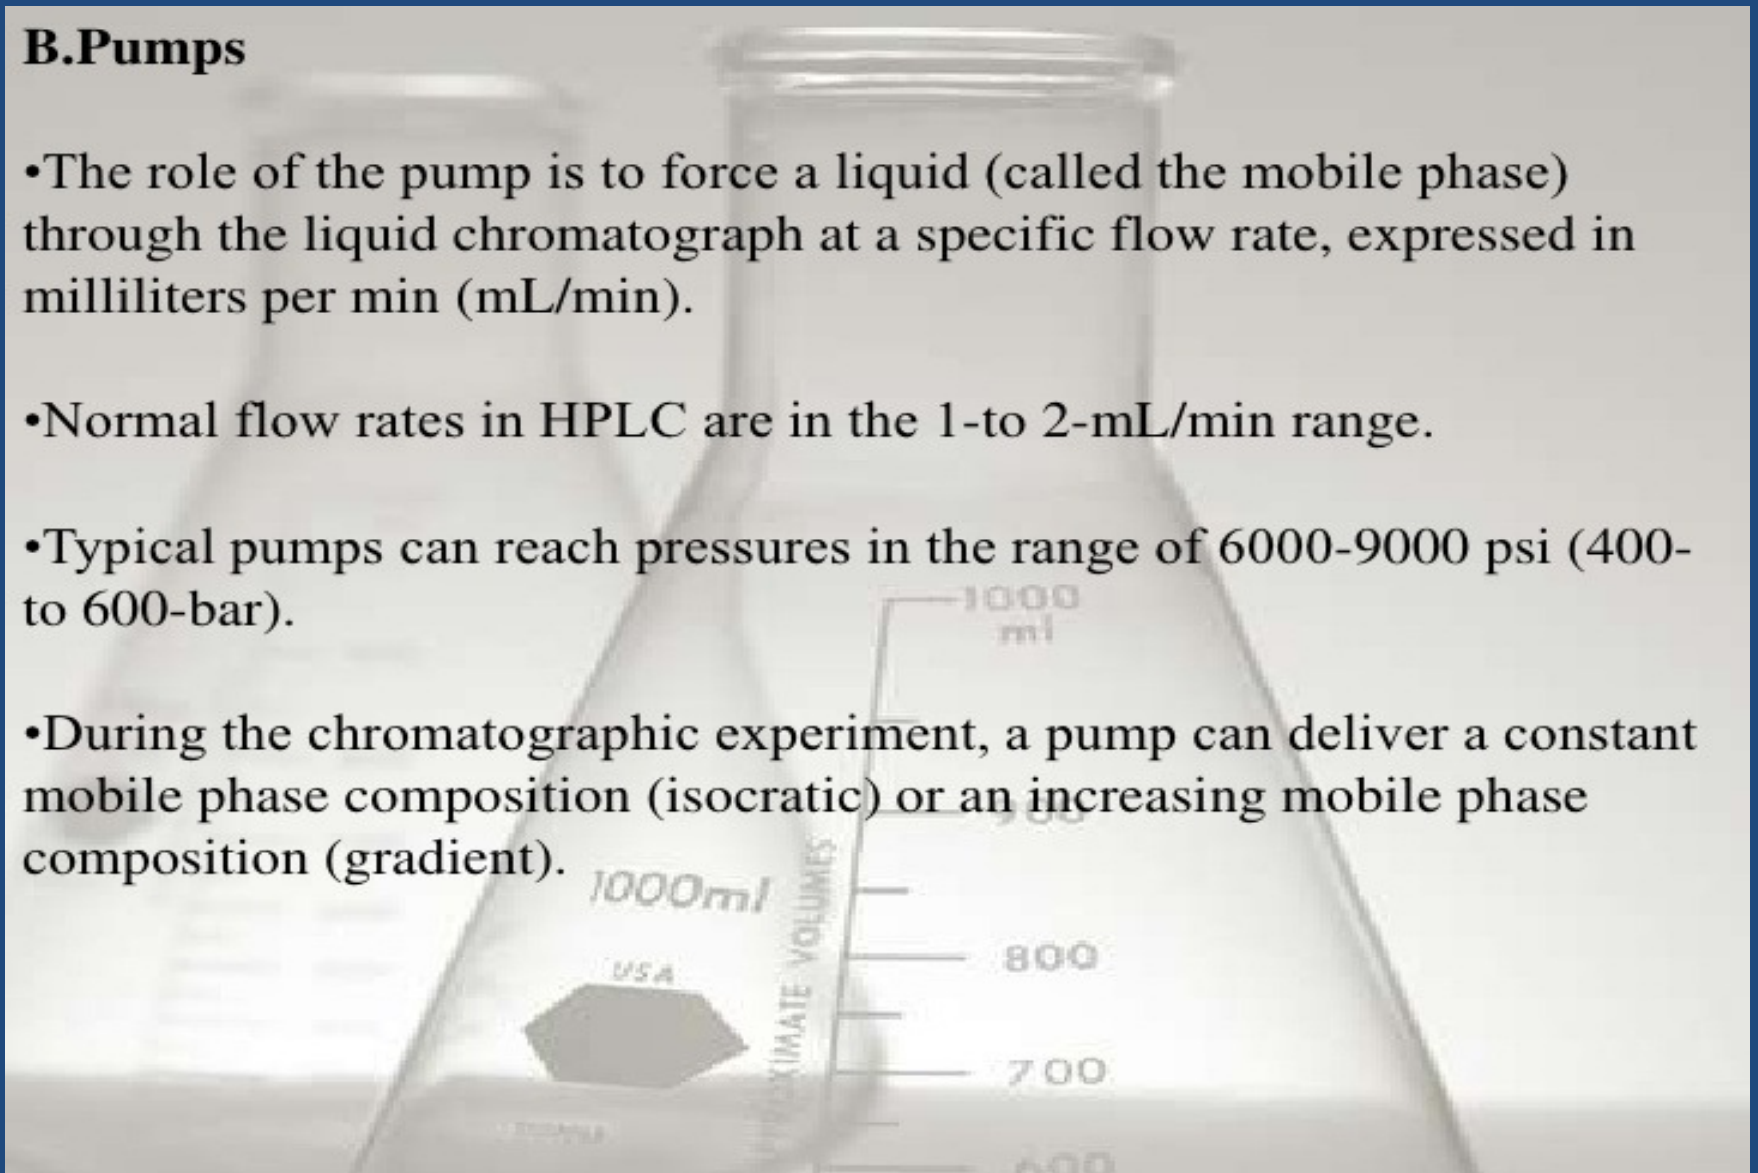 B.Pumps
•The role of the pump is to force a liquid (called the mobile phase)
through the liquid chromatograph at a specific flow rate, expressed in
milliliters per min (mL/min).
•Normal flow rates in HPLC are in the 1-to 2-mL/min range.
•Typical pumps can reach pressures in the range of 6000-9000 psi (400-
to 600-bar).
•During the chromatographic experiment, a pump can deliver a constant
mobile phase composition (isocratic) or an increasing mobile phase
composition (gradient).
1000
ml
900
1000ml
USA
VOLUMES
800
700
600